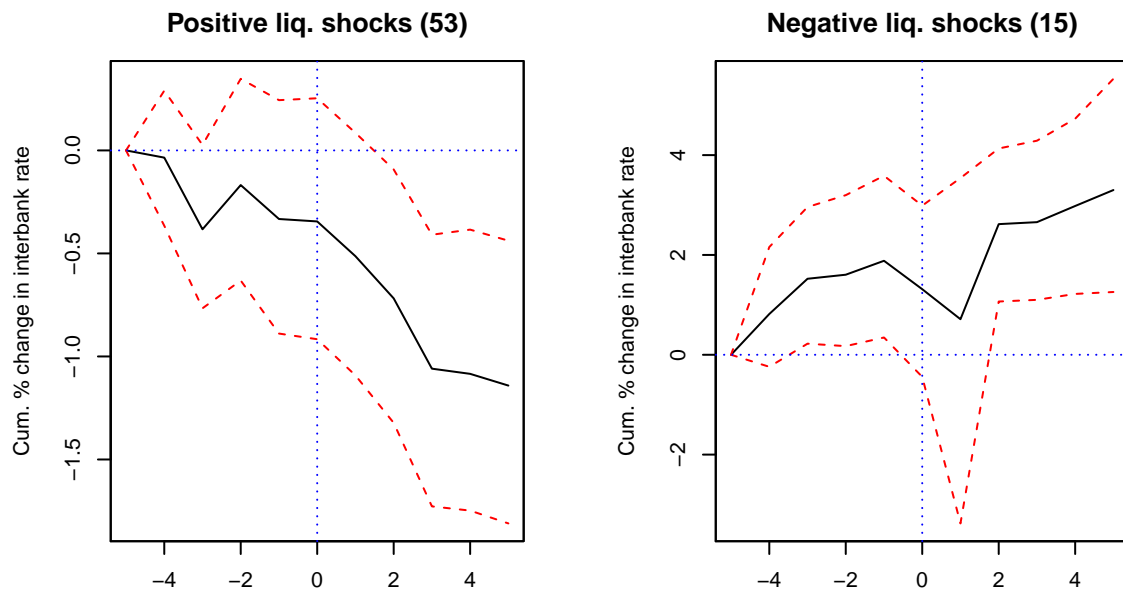 Positive liq. shocks (53)
Cum. % change in interbank rate
0.0
−0.5
−1.0
−1.5
−4 −2 0 2 4
Negative liq. shocks (15)
Cum. % change in interbank rate
4
2
0
−2
−4 −2 0 2 4